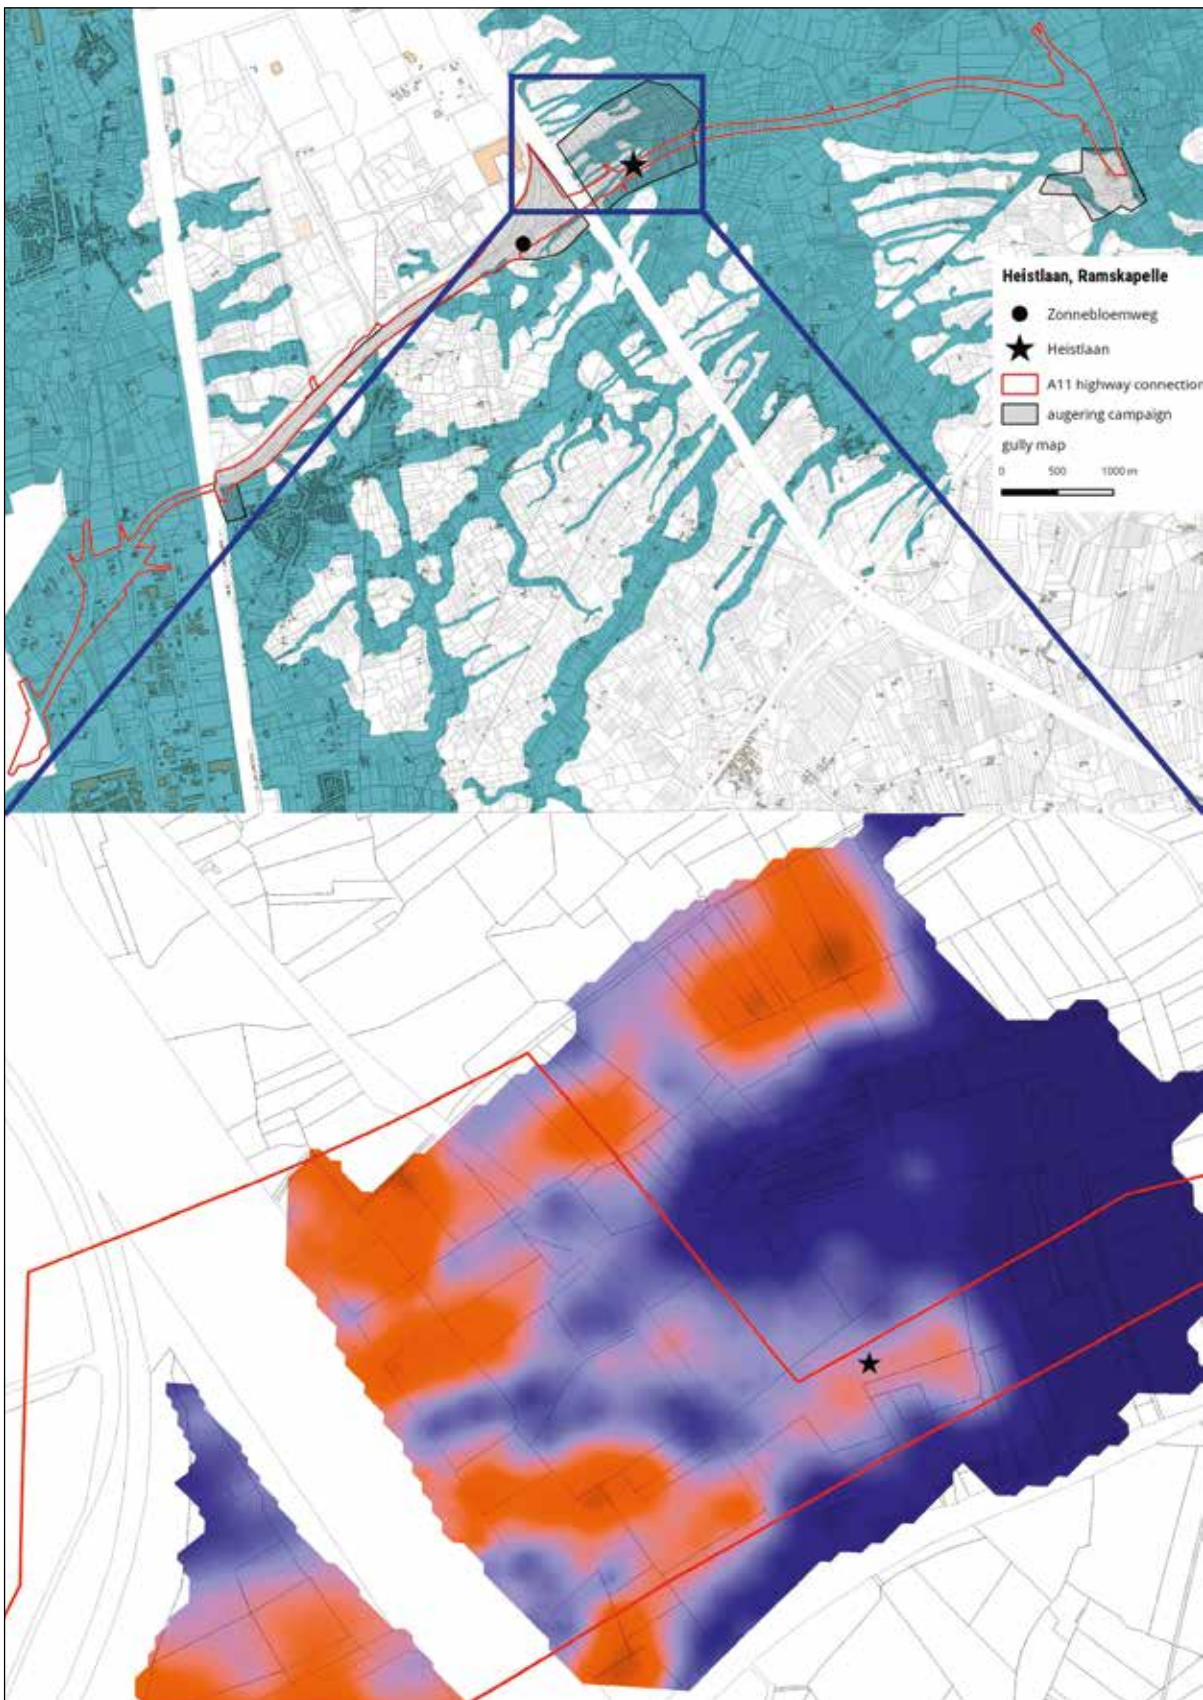 Heistlaan, Ramskapelle
Zonnebloemweg
Heistlaan
A11 highway connection
augering campaign
gully map
0 500 1000 m